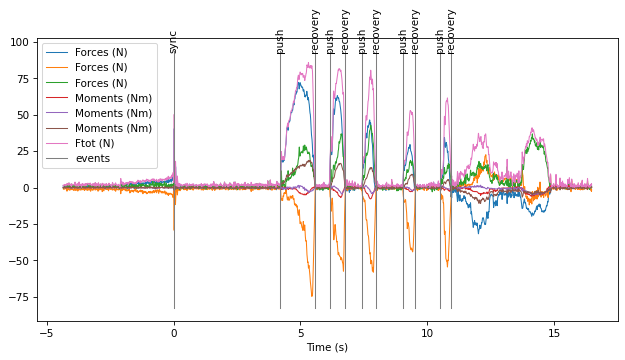 sync
push
recovery
push
recovery
push
recovery
push
recovery
push
recovery
100
75
50
25
0
−25
−50
−75
Forces (N)
Forces (N)
Forces (N)
Moments (Nm)
Moments (Nm)
Moments (Nm)
Ftot (N)
events
−5
0
5
10
15
Time (s)